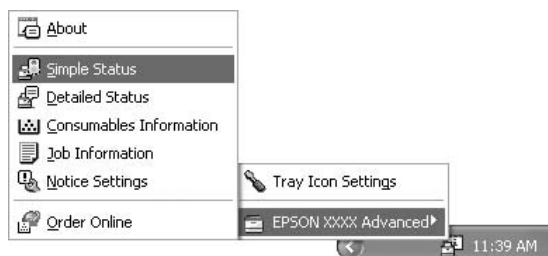 About
Simple Status
Detailed Status
Consumables Information
Job Information
Notice Settings
Order Online
Tray Icon Settings
EPSON XXXX Advanced
11:39 AM